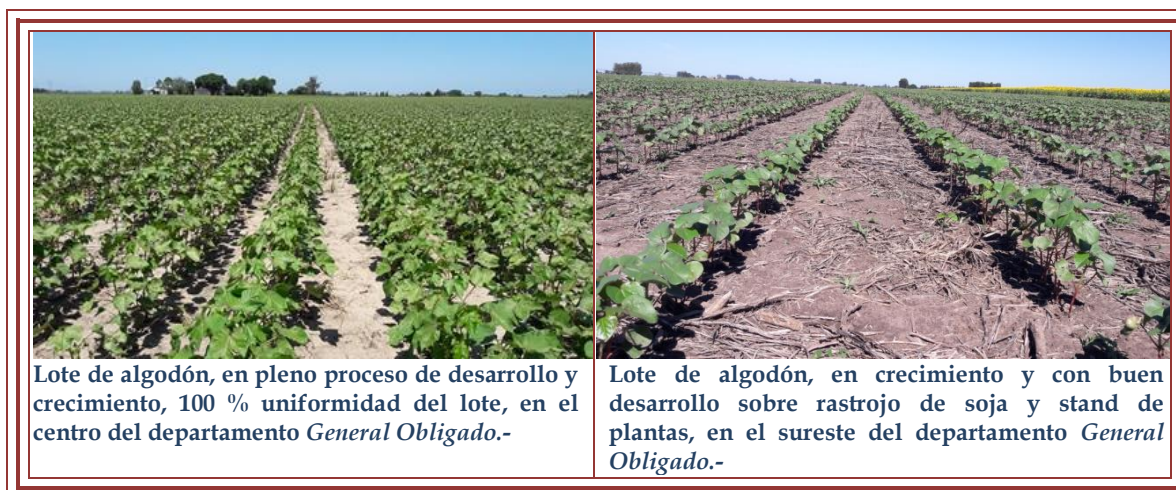 Lote de algodón, en pleno proceso de desarrollo y
crecimiento, 100 % uniformidad del lote, en el
centro del departamento General Obligado.-
Lote de algodón, en crecimiento y con buen
desarrollo sobre rastrojo de soja y stand de
plantas, en el sureste del departamento General
Obligado.-